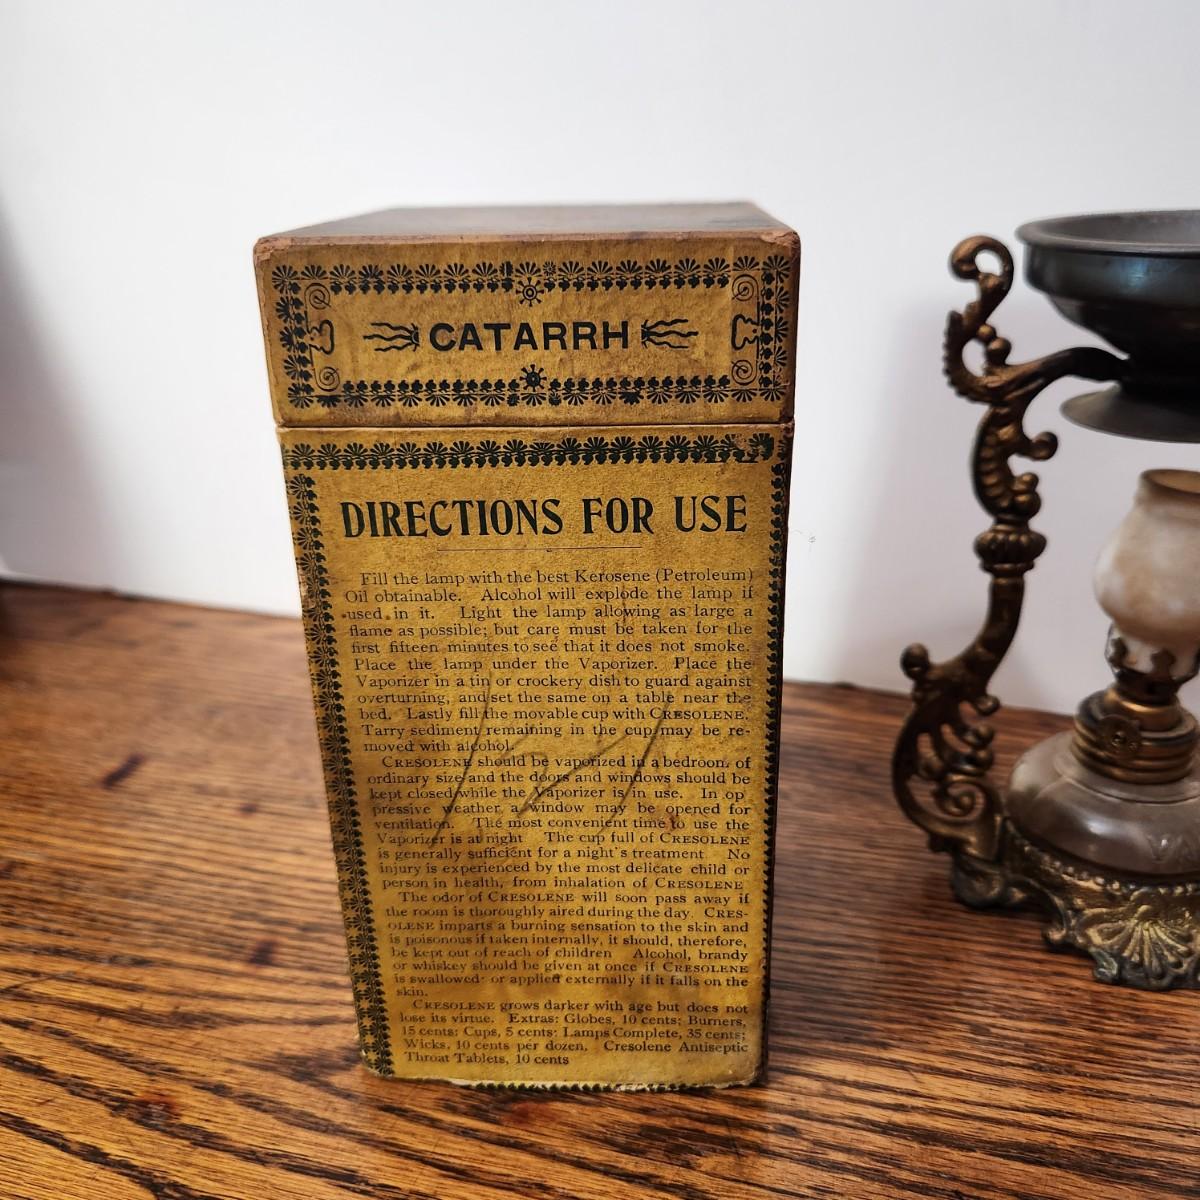 CATARRH
DIRECTIONS FOR USE
Fill the lamp with the best Kerosene (Petroleum)
Oil obtainable. Alcohol will explode the lamp if
used in it. Light the lamp allowing as large a
flame as possible; but care must be taken for the
first fifteen minutes to see that it does not smoke.
Place the lamp under the Vaporizer. Place the
Vaporizer in a tin or crockery dish to guard against
overturning, and set the same on a table near the
bed. Lastly fill the movable cup with CRESOLENE.
Tarry sediment remaining in the cup may be re-
moved with alcohol.
CRESOLENE should be vaporized in a bedroom of
ordinary size and the doors and windows should be
kept closed while the Vaporizer is in use. In op
pressive weather a window may be opened for
ventilation. The most convenient time to use the
Vaporizer is at night The cup full of CRESOLENE
is generally sufficient for a night's treatment No
injury is experienced by the most delicate child or
person in health, from inhalation of CRESOLENE
The odor of CRESOLENE will soon pass away if
the room is thoroughly aired during the day. CRES-
OLENE imparts a burning sensation to the skin and
is poisonous if taken internally, it should, therefore,
be kept out of reach of children Alcohol, brandy
or whiskey should be given at once if CRESOLENE
is swallowed or applied externally if it falls on the
skin.
CRESOLENE grows darker with age but does not
lose its virtue. Extras: Globes, 10 cents; Burners,
15 cents; Cups, 5 cents; Lamps Complete, 35 cents;
Wicks, 10 cents per dozen. Cresolene Antiseptic
Throat Tablets, 10 cents